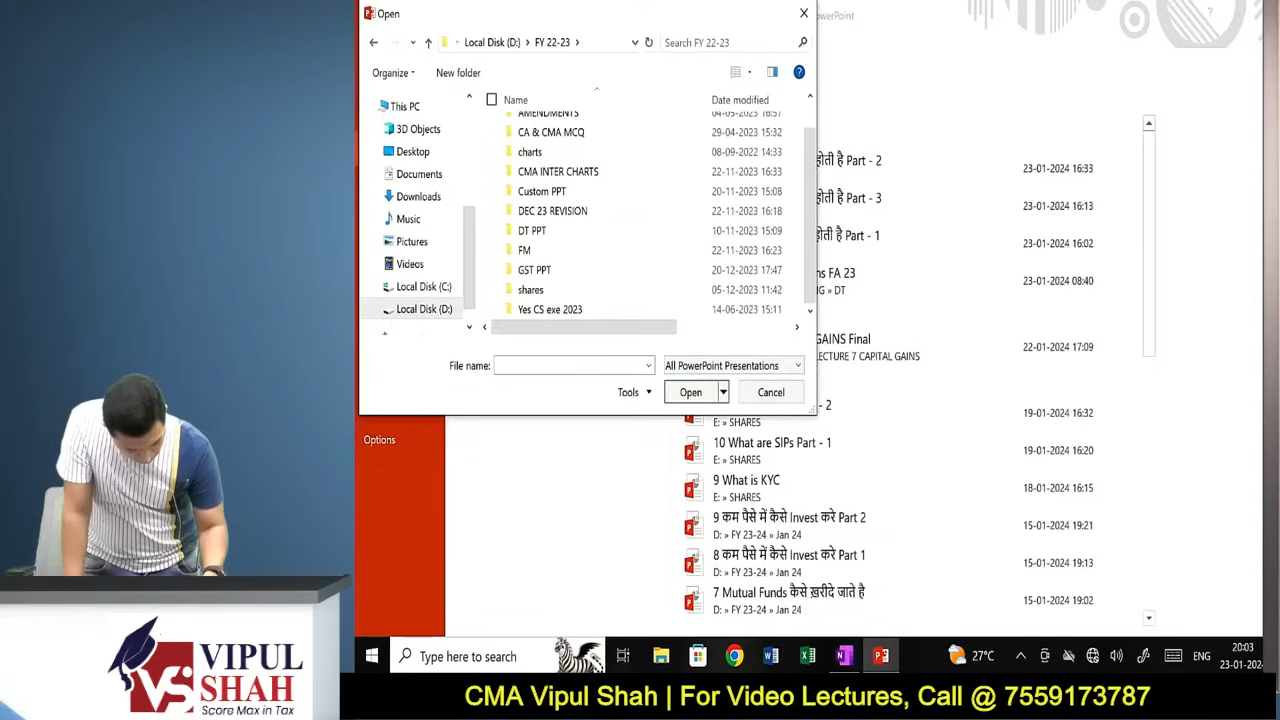 Open
PowerPoint
Local Disk (D:) › FY 22-23 ›
Search FY 22-23
Organize
New folder
This PC
3D Objects
Desktop
Documents
Downloads
Music
Pictures
Videos
Local Disk (C:)
Local Disk (D:)
Name Date modified
AMENDMENTS 04-05-2023 16:57
CA & CMA MCQ 29-04-2023 15:32
charts 08-09-2022 14:33
CMA INTER CHARTS 22-11-2023 16:33
Custom PPT 20-11-2023 15:08
DEC 23 REVISION 22-11-2023 16:18
DT PPT 10-11-2023 15:09
FM 22-11-2023 16:23
GST PPT 20-12-2023 17:47
shares 05-12-2023 11:42
Yes CS exe 2023 14-06-2023 15:11
File name:
All PowerPoint Presentations
Tools
Open
Cancel
Options
होती है Part - 2 23-01-2024 16:33
होती है Part - 3 23-01-2024 16:13
होती है Part - 1 23-01-2024 16:02
FA 23 23-01-2024 08:40
» DT
GAINS Final 22-01-2024 17:09
LECTURE 7 CAPITAL GAINS
- 2 19-01-2024 16:32
E: » SHARES
10 What are SIPs Part - 1 19-01-2024 16:20
E: » SHARES
9 What is KYC 18-01-2024 16:15
E: » SHARES
9 कम पैसे में कैसे Invest करे Part 2 15-01-2024 19:21
D: » FY 23-24 » Jan 24
8 कम पैसे में कैसे Invest करे Part 1 15-01-2024 19:13
D: » FY 23-24 » Jan 24
7 Mutual Funds कैसे ख़रीदे जाते है 15-01-2024 19:02
D: » FY 23-24 » Jan 24
Type here to search
27°C
ENG
20:03
VS
VIPUL
SHAH
Score Max in Tax
CMA Vipul Shah | For Video Lectures, Call @ 7559173787